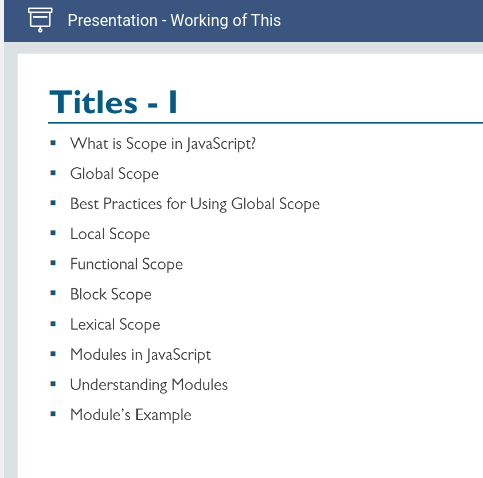 Presentation - Working of This
Titles - I
What is Scope in JavaScript?
Global Scope
Best Practices for Using Global Scope
Local Scope
Functional Scope
Block Scope
Lexical Scope
Modules in JavaScript
Understanding Modules
Module's Example